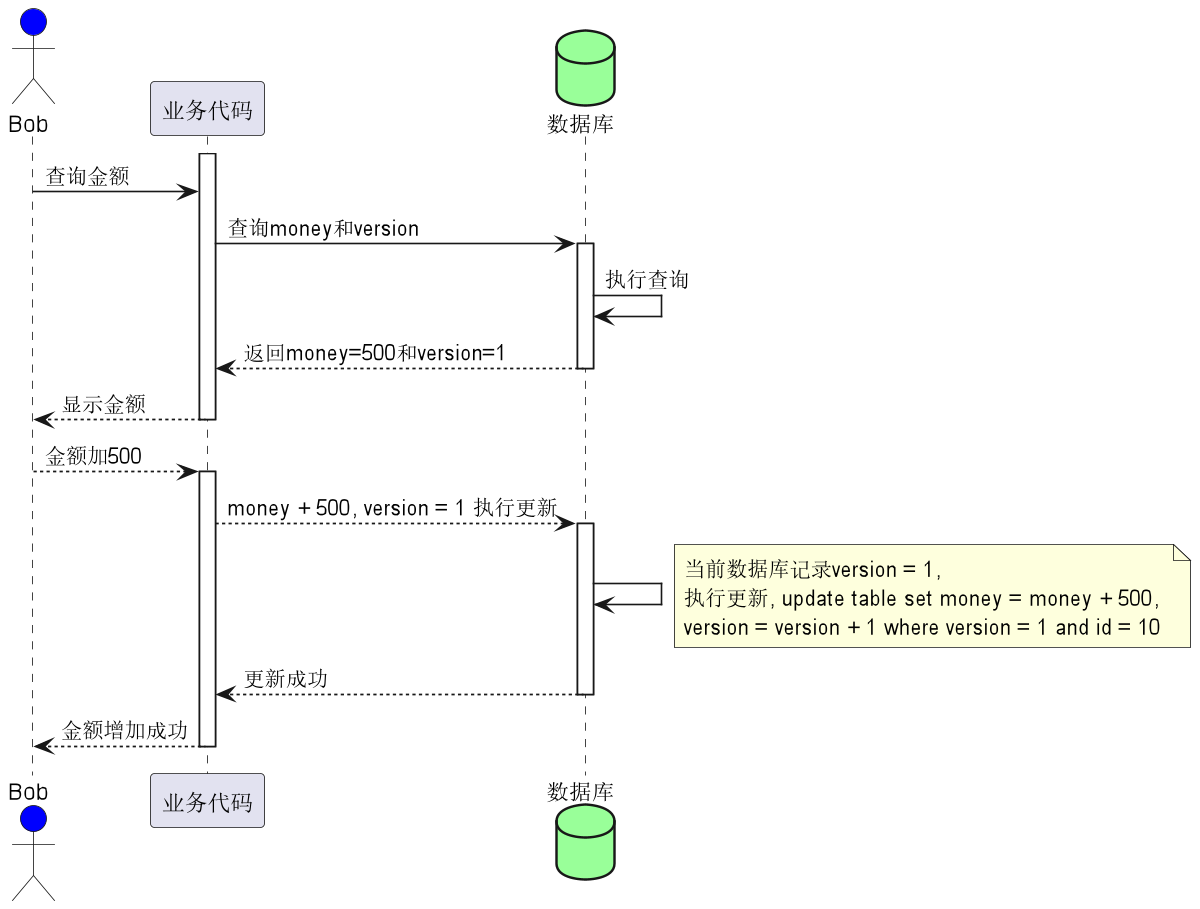 Bob
业务代码
数据库
查询金额
查询money和version
执行查询
返回money=500和version=1
显示金额
金额加500
money + 500, version = 1 执行更新
当前数据库记录version = 1,
执行更新, update table set money = money + 500,
version = version + 1 where version = 1 and id = 10
更新成功
金额增加成功
Bob
业务代码
数据库